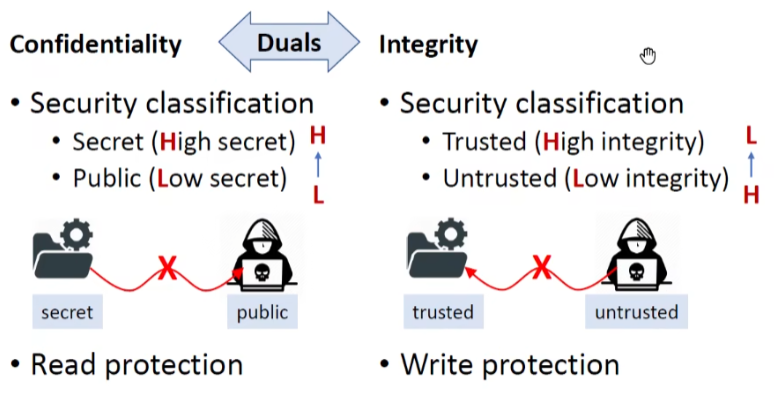 Confidentiality
Duals
Integrity
• Security classification
• Secret (High secret)
• Public (Low secret)
H
L
• Security classification
• Trusted (High integrity)
• Untrusted (Low integrity)
L
H
X
secret
public
X
trusted
untrusted
• Read protection
• Write protection